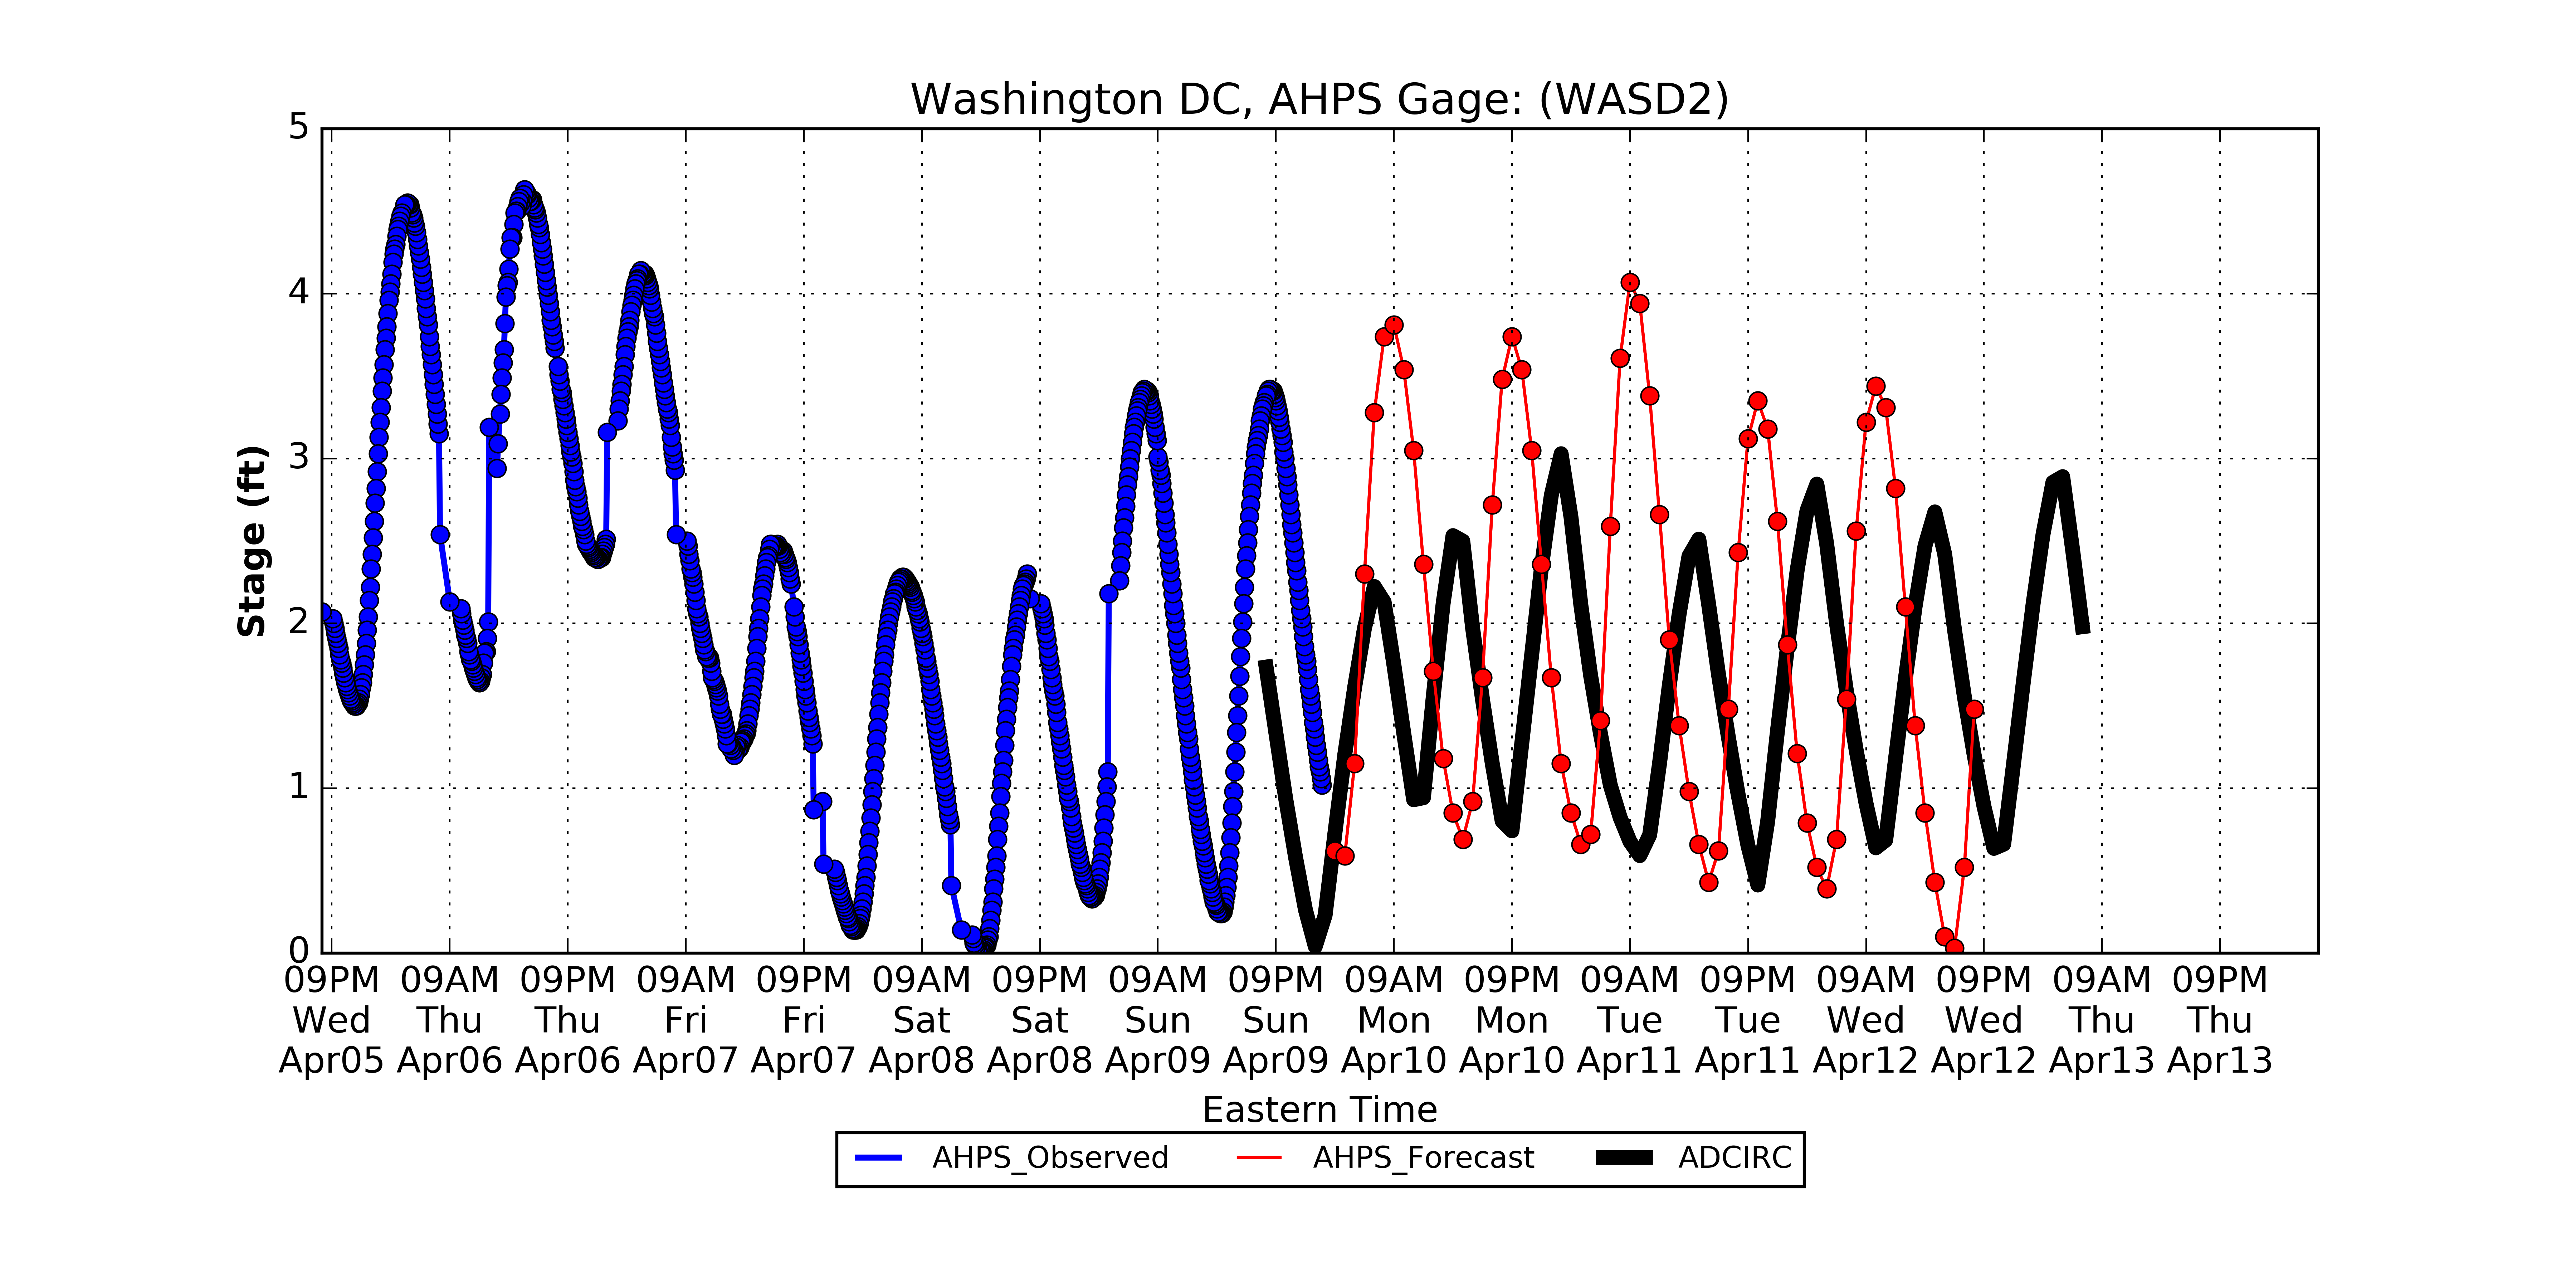 Washington DC, AHPS Gage: (WASD2)
Stage (ft)
5
4
3
2
1
0
09PM 09AM 09PM 09AM 09PM 09AM 09PM 09AM 09PM 09AM 09PM 09AM 09PM 09AM 09PM 09AM 09PM
Wed Thu Thu Fri Fri Sat Sat Sun Sun Mon Mon Tue Tue Wed Wed Thu Thu
Apr05 Apr06 Apr06 Apr07 Apr07 Apr08 Apr08 Apr09 Apr09 Apr10 Apr10 Apr11 Apr11 Apr12 Apr12 Apr13 Apr13
Eastern Time
AHPS_Observed AHPS_Forecast ADCIRC